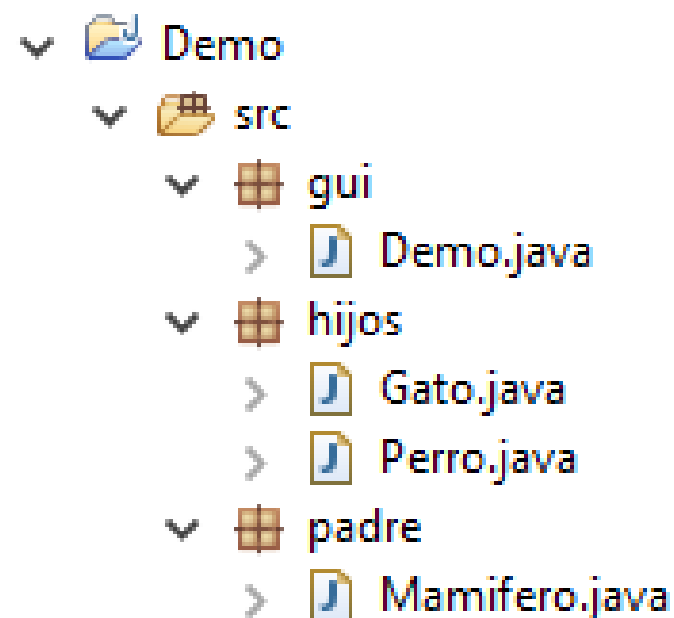 Demo
src
gui
Demo.java
hijos
Gato.java
Perro.java
padre
Mamifero.java